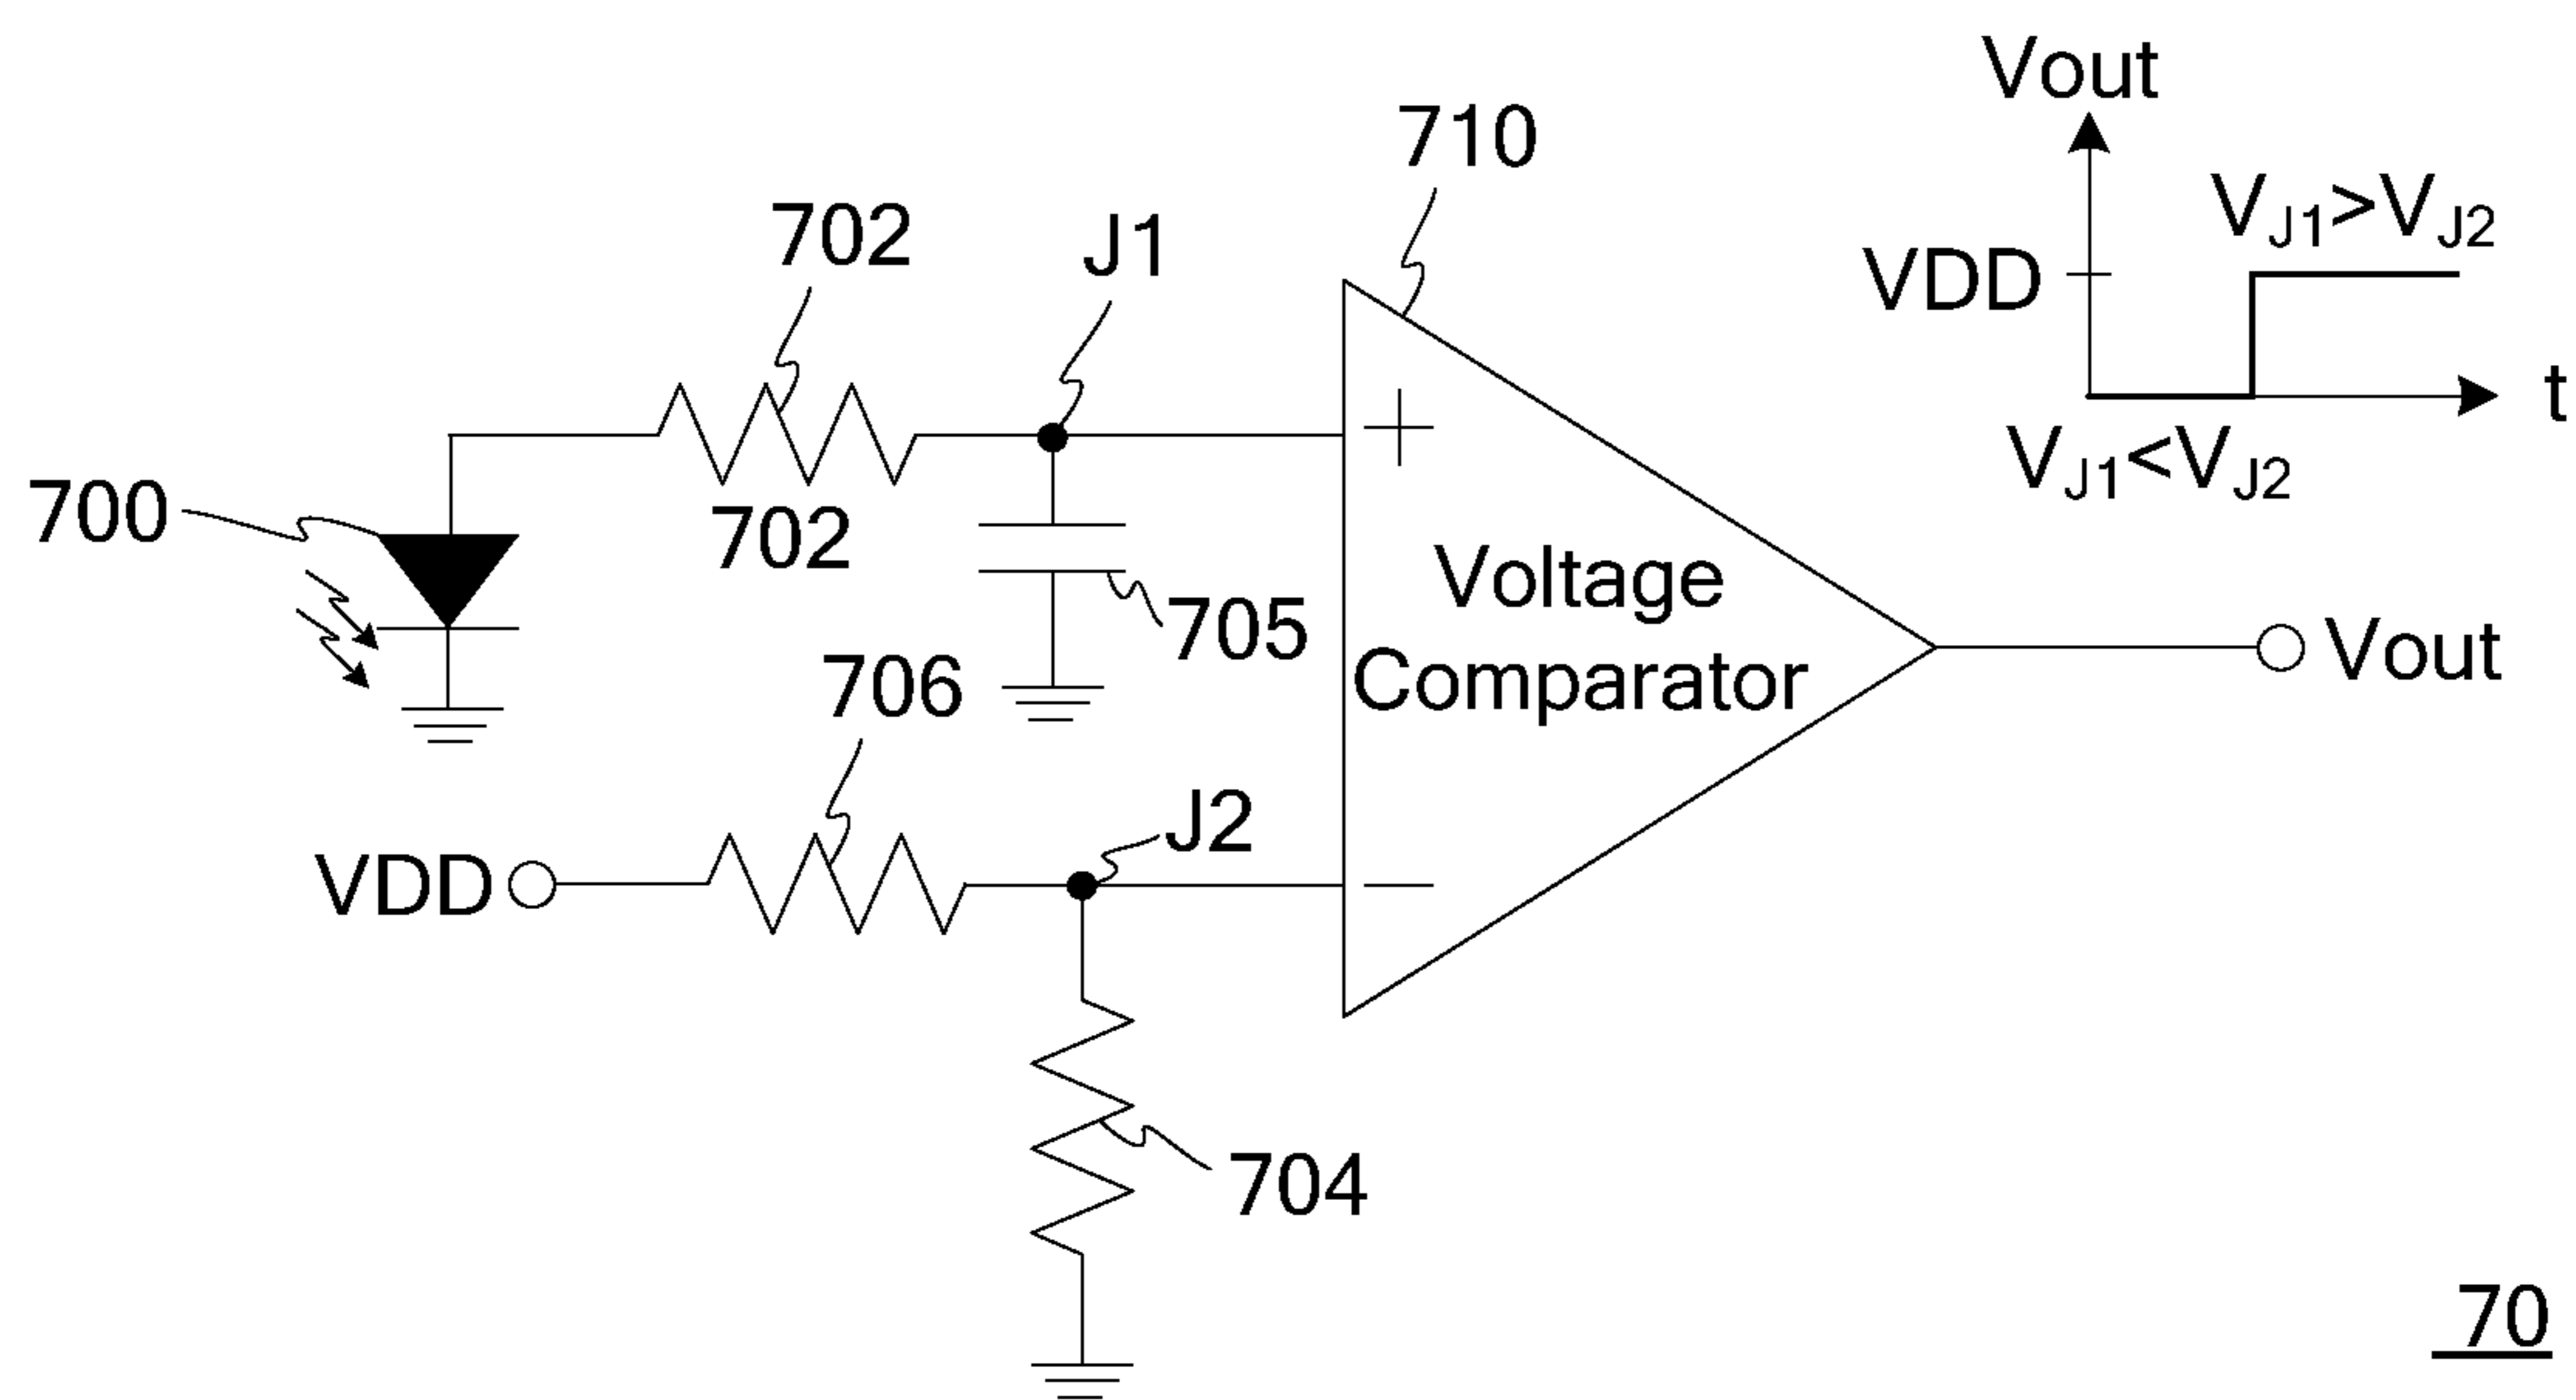 Vout
710
VJ1>VJ2
702
J1
VDD
t
VJ1<VJ2
700
702
Voltage
705
Comparator
Vout
706
J2
VDD
704
70